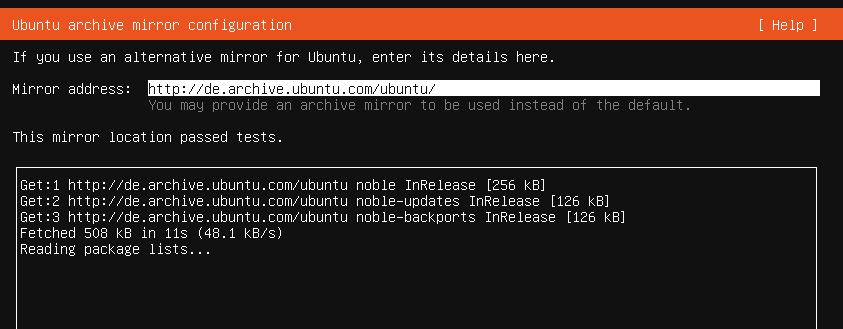 Ubuntu archive mirror configuration [ Help ]
If you use an alternative mirror for Ubuntu, enter its details here.
Mirror address: http://de.archive.ubuntu.com/ubuntu/
You may provide an archive mirror to be used instead of the default.
This mirror location passed tests.
Get:1 http://de.archive.ubuntu.com/ubuntu noble InRelease [256 kB]
Get:2 http://de.archive.ubuntu.com/ubuntu noble-updates InRelease [126 kB]
Get:3 http://de.archive.ubuntu.com/ubuntu noble-backports InRelease [126 kB]
Fetched 508 kB in 11s (48.1 kB/s)
Reading package lists...